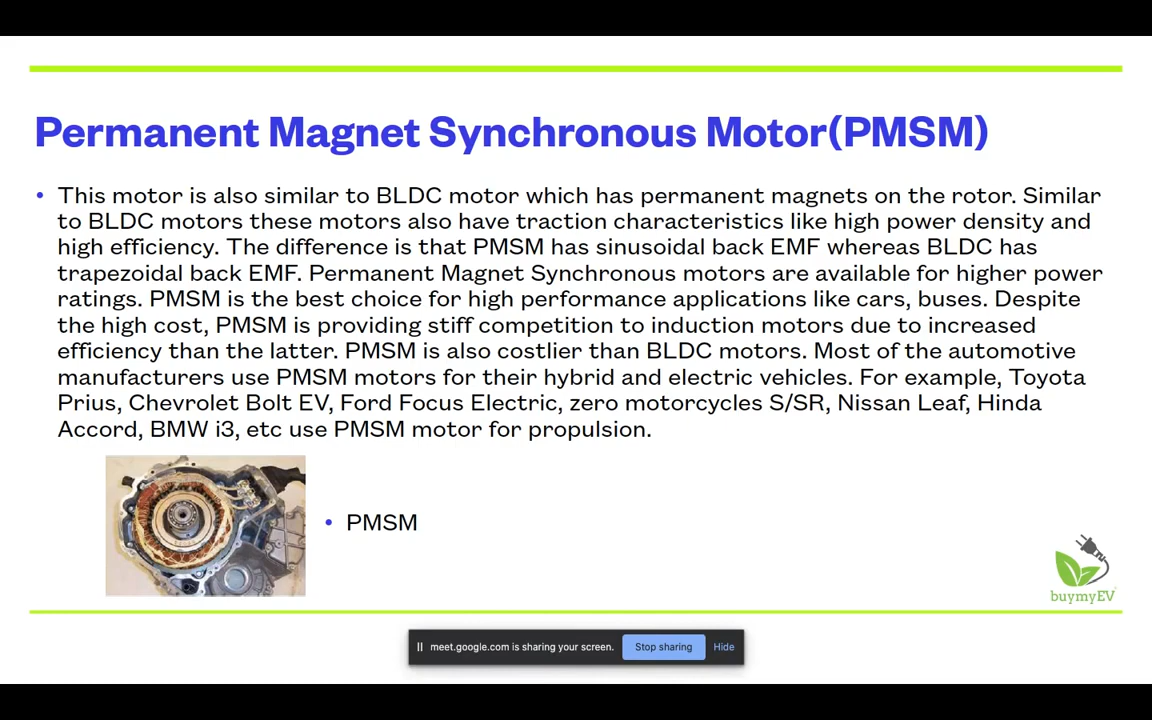 Permanent Magnet Synchronous Motor(PMSM)
• This motor is also similar to BLDC motor which has permanent magnets on the rotor. Similar
to BLDC motors these motors also have traction characteristics like high power density and
high efficiency. The difference is that PMSM has sinusoidal back EMF whereas BLDC has
trapezoidal back EMF. Permanent Magnet Synchronous motors are available for higher power
ratings. PMSM is the best choice for high performance applications like cars, buses. Despite
the high cost, PMSM is providing stiff competition to induction motors due to increased
efficiency than the latter. PMSM is also costlier than BLDC motors. Most of the automotive
manufacturers use PMSM motors for their hybrid and electric vehicles. For example, Toyota
Prius, Chevrolet Bolt EV, Ford Focus Electric, zero motorcycles S/SR, Nissan Leaf, Hinda
Accord, BMW i3, etc use PMSM motor for propulsion.
• PMSM
buymyEV
meet.google.com is sharing your screen.
Stop sharing
Hide